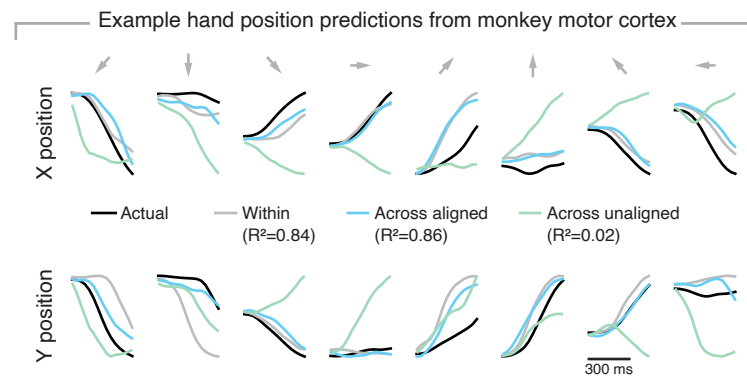 Example hand position predictions from monkey motor cortex
X position
Actual
Within
(R²=0.84)
Across aligned
(R²=0.86)
Across unaligned
(R²=0.02)
Y position
300 ms